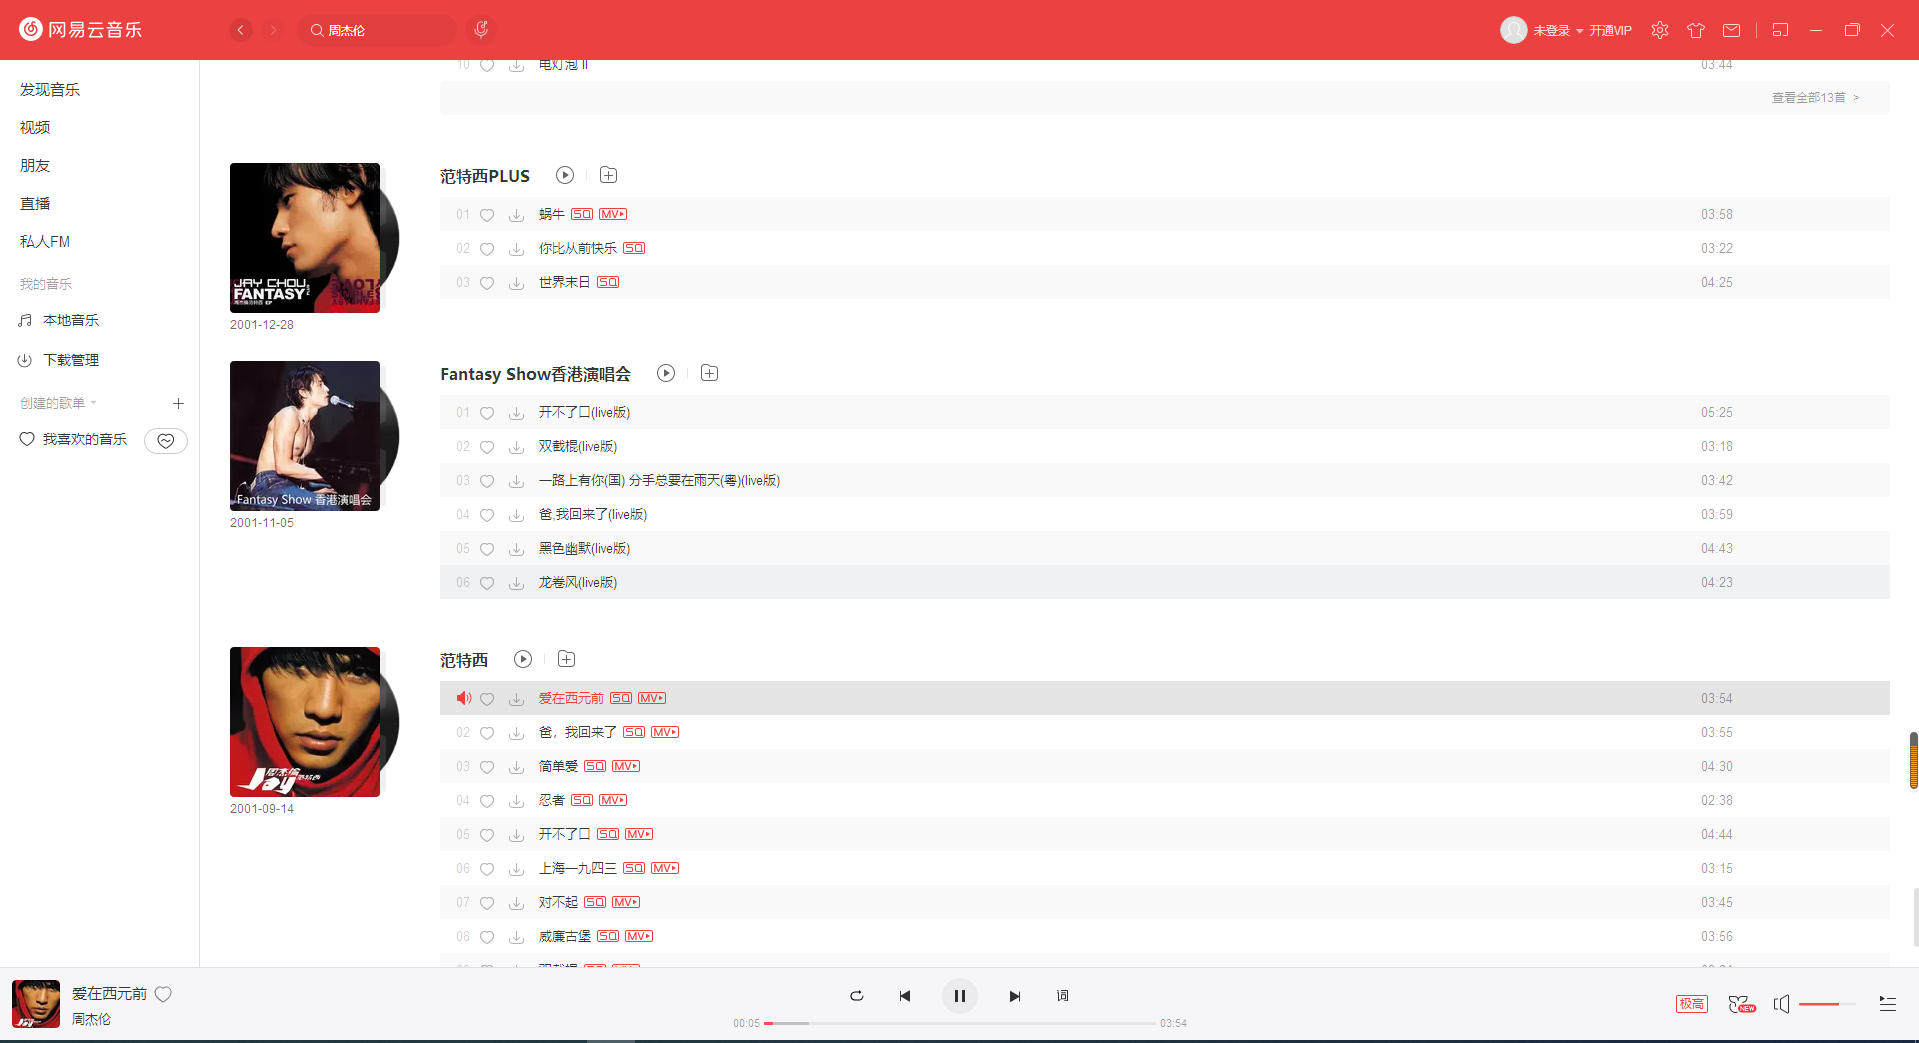 网易云音乐
周杰伦
未登录 开通VIP
发现音乐
视频
朋友
直播
私人FM
我的音乐
本地音乐
下载管理
创建的歌单
我喜欢的音乐
10 电灯泡 II 03:44
查看全部13首 >
JAY CHOU
FANTASY
2001-12-28
范特西PLUS
01 蜗牛 SQ MV 03:58
02 你比从前快乐 SQ 03:22
03 世界末日 SQ 04:25
Fantasy Show 香港演唱会
2001-11-05
Fantasy Show香港演唱会
01 开不了口(live版) 05:25
02 双截棍(live版) 03:18
03 一路上有你(国) 分手总要在雨天(粤)(live版) 03:42
04 爸,我回来了(live版) 03:59
05 黑色幽默(live版) 04:43
06 龙卷风(live版) 04:23
周杰伦
Jay 范特西
2001-09-14
范特西
爱在西元前 SQ MV 03:54
02 爸，我回来了 SQ MV 03:55
03 简单爱 SQ MV 04:30
04 忍者 SQ MV 02:38
05 开不了口 SQ MV 04:44
06 上海一九四三 SQ MV 03:15
07 对不起 SQ MV 03:45
08 威廉古堡 SQ MV 03:56
爱在西元前
周杰伦
词
00:05 03:54
极高
NEW